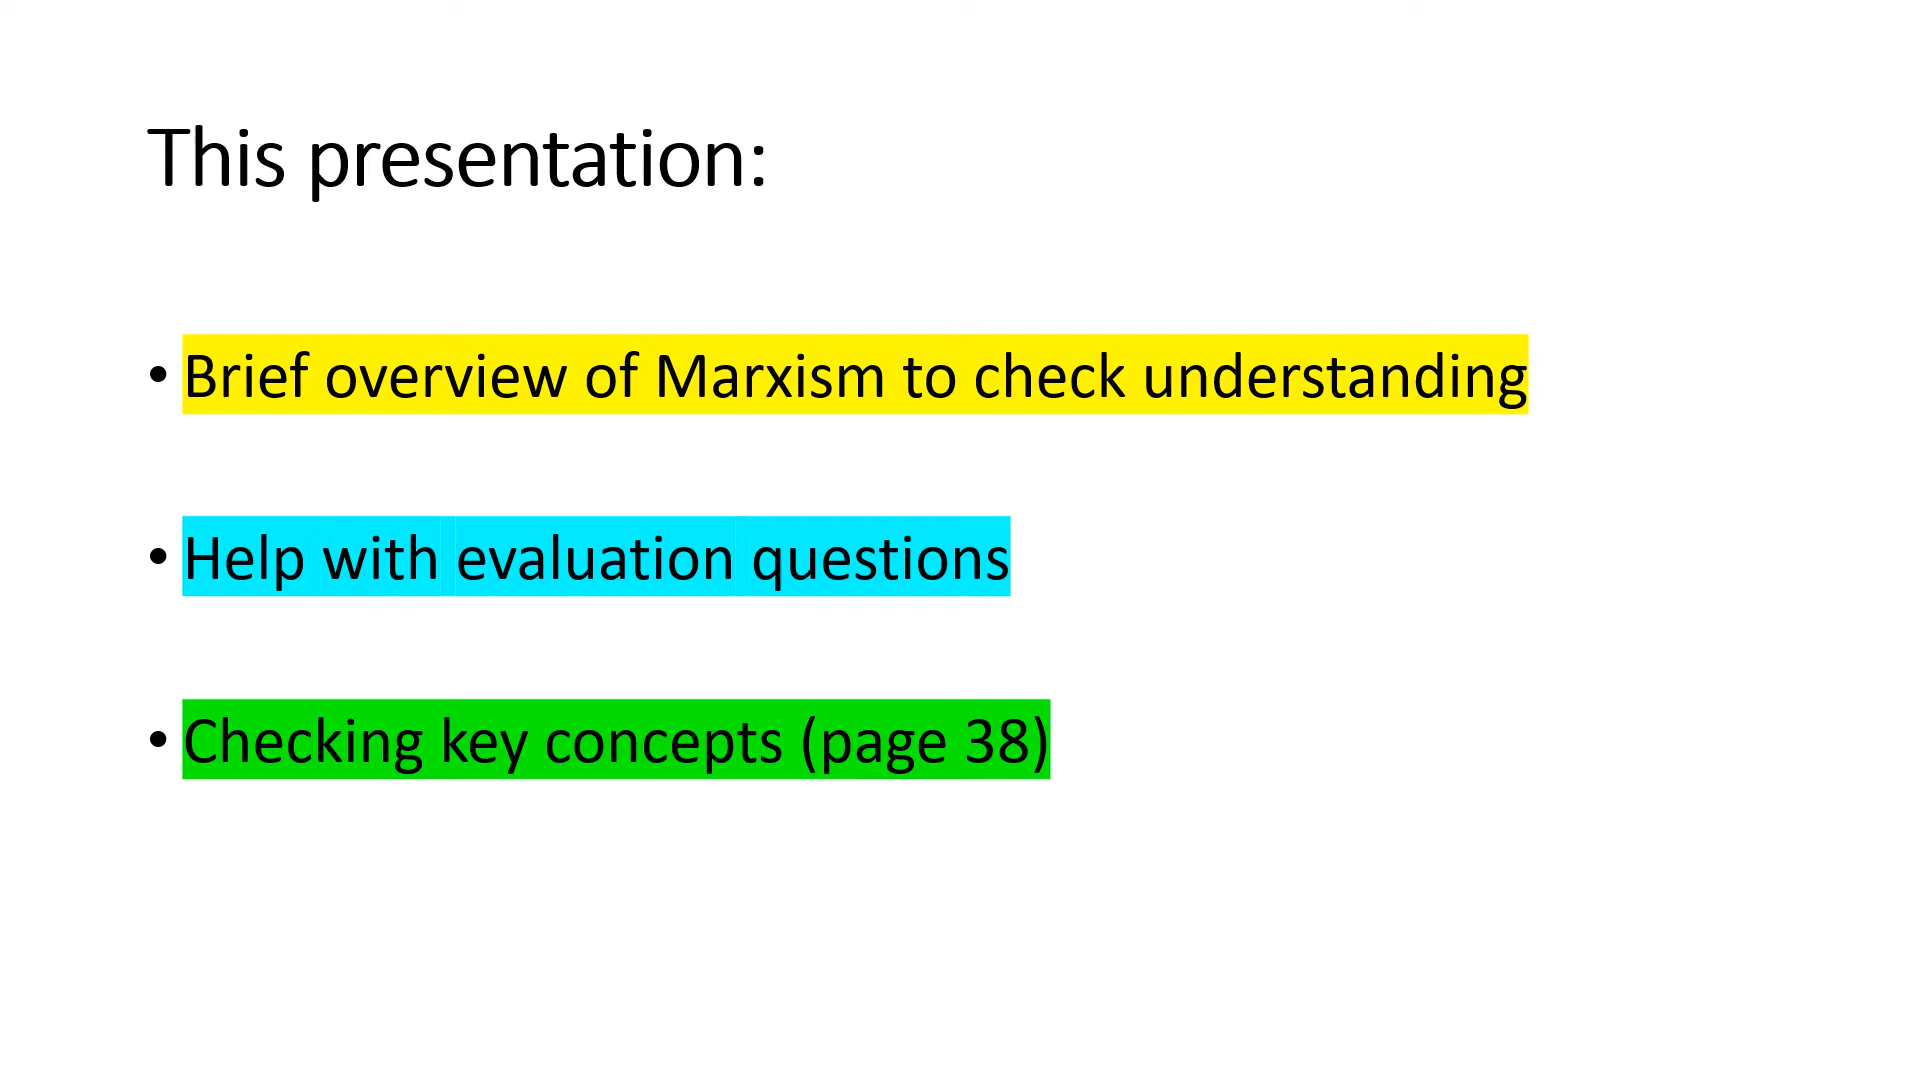 This presentation:
• Brief overview of Marxism to check understanding
• Help with evaluation questions
• Checking key concepts (page 38)